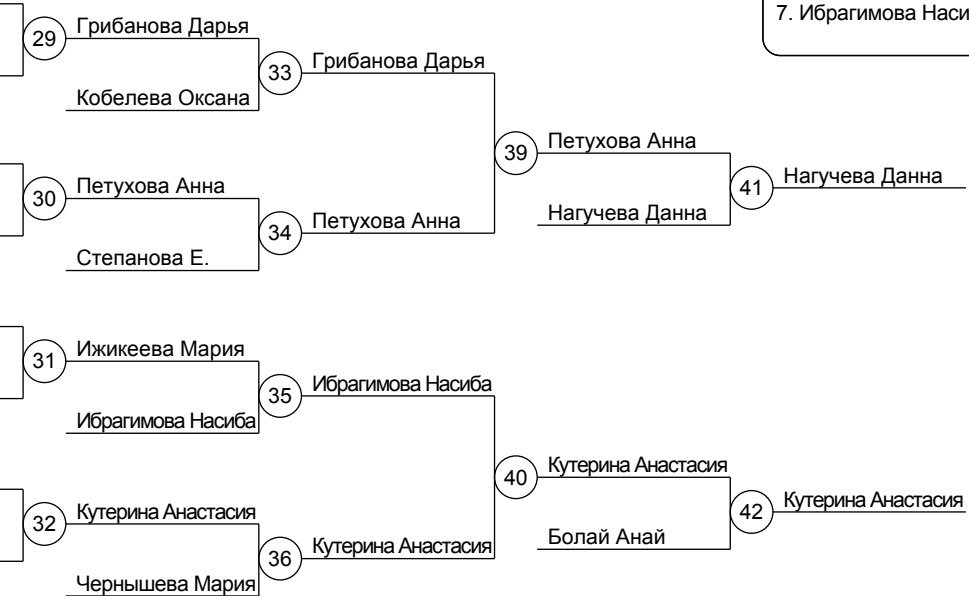 7. Ибрагимова Наси
29
Грибанова Дарья
Кобелева Оксана
33
Грибанова Дарья
30
Петухова Анна
Степанова Е.
34
Петухова Анна
39
Петухова Анна
Нагучева Данна
41
Нагучева Данна
31
Ижикеева Мария
Ибрагимова Насиба
35
Ибрагимова Насиба
32
Кутерина Анастасия
Чернышева Мария
36
Кутерина Анастасия
40
Кутерина Анастасия
Болай Анай
42
Кутерина Анастасия